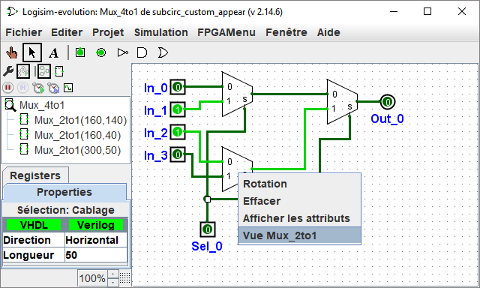 Logisim-evolution: Mux_4to1 de subcirc_custom_appear (v 2.14.6)
Fichier Editer Projet Simulation FPGAMenu Fenêtre Aide
A
Mux_4to1
Mux_2to1(160,140)
Mux_2to1(160,40)
Mux_2to1(300,50)
Registers
Properties
Sélection: Cablage
VHDL Verilog
Direction Horizontal
Longueur 50
100%
In_0 0
In_1 1
In_2 1
In_3 0
0
1 s
0
1 s
0
1
0
Out_0
0
Sel_0
Rotation
Effacer
Afficher les attributs
Vue Mux_2to1